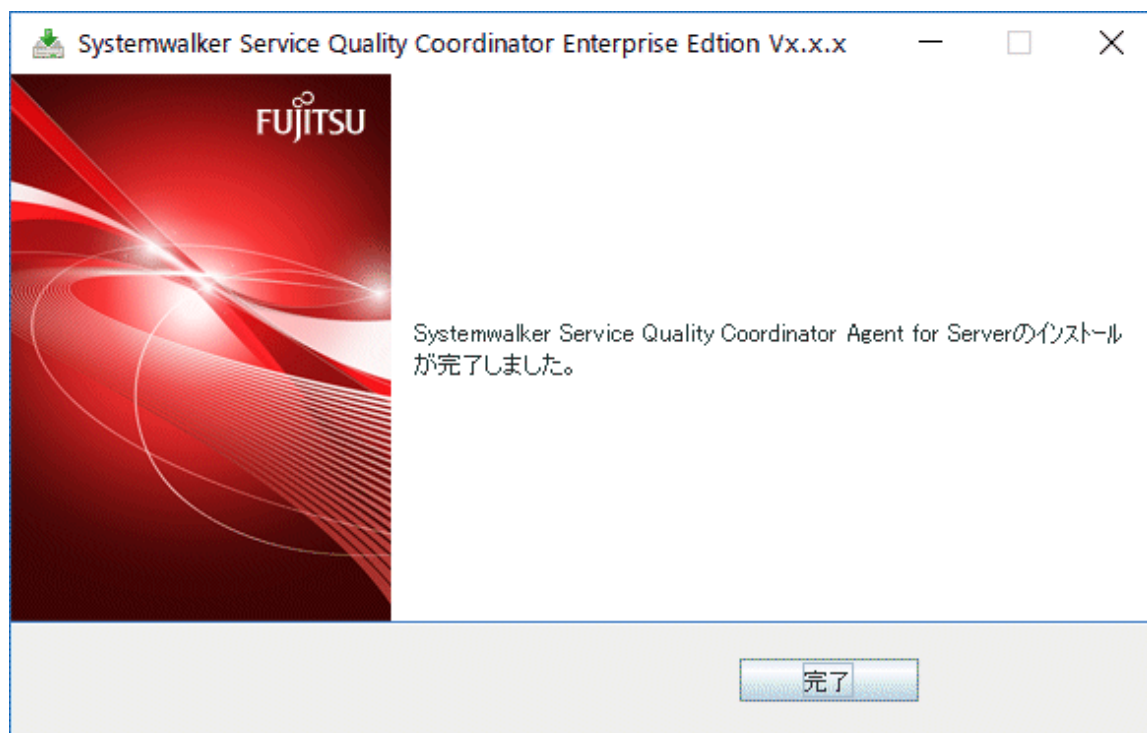 Systemwalker Service Quality Coordinator Enterprise Edtion Vx.x.x
FUJITSU
Systemwalker Service Quality Coordinator Agent for Serverのインストール
が完了しました。
完了